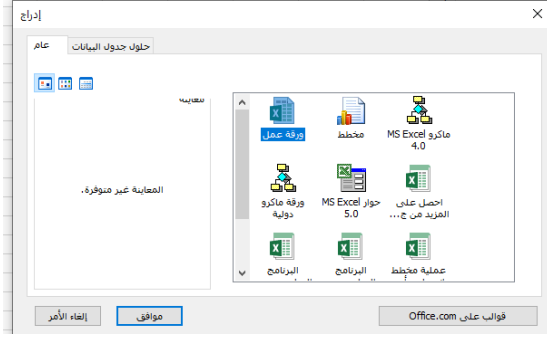 إدراج
عام
حلول جدول البيانات
معاينة
المعاينة غير متوفرة.
ورقة عمل
مخطط
ماكرو MS Excel
4.0
ورقة ماكرو
دولية
حوار MS Excel
5.0
احصل على
المزيد من ج...
البرنامج
البرنامج
عملية مخطط
إلغاء الأمر
موافق
قوالب على Office.com